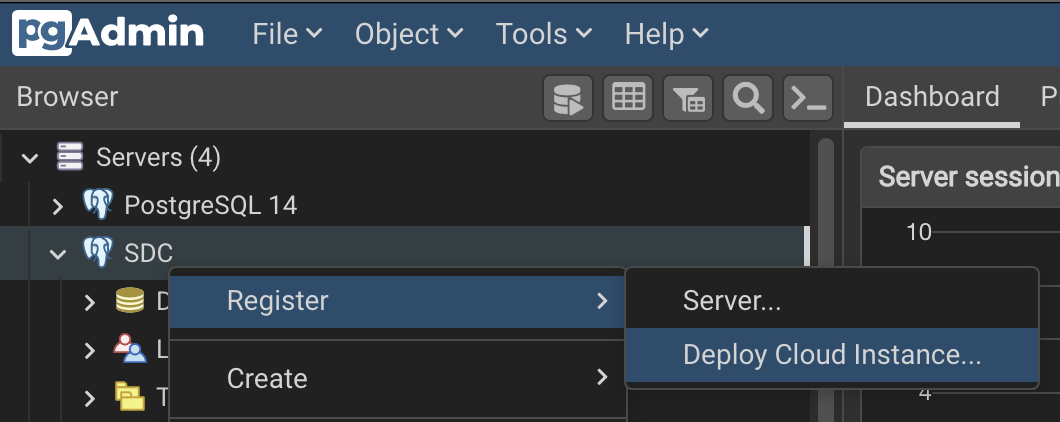 pgAdmin File Object Tools Help
Browser
Dashboard
Servers (4)
Server session
PostgreSQL 14
10
SDC
Register
Server...
Deploy Cloud Instance...
Create
4